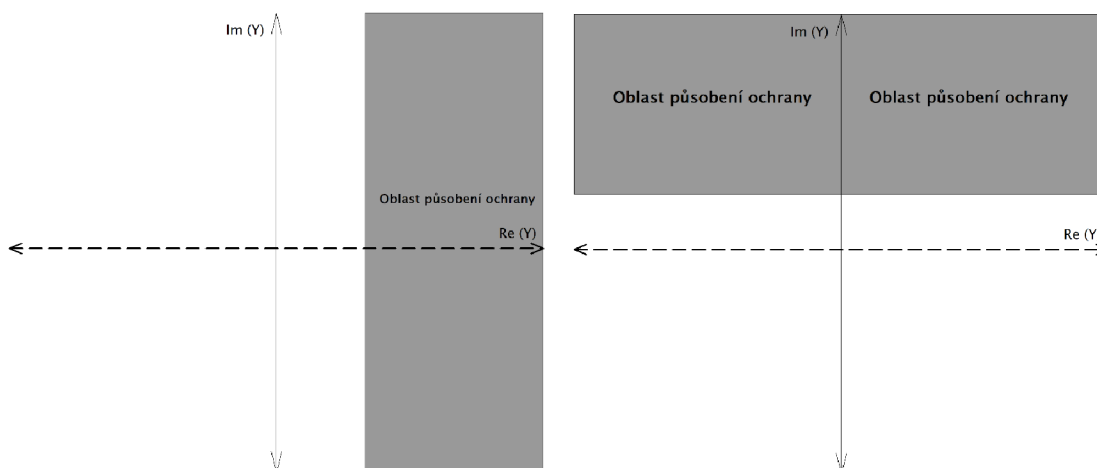 Im (Y)
Oblast působení ochrany
Re (Y)
Im (Y)
Oblast působení ochrany
Oblast působení ochrany
Re (Y)